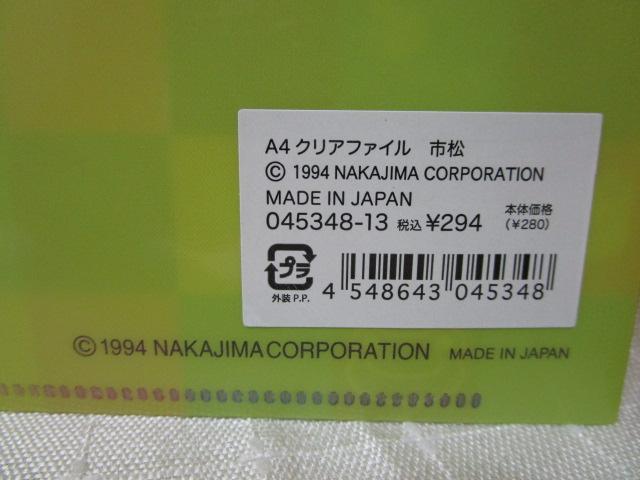 A4クリアファイル 市松
© 1994 NAKAJIMA CORPORATION
MADE IN JAPAN
045348-13 税込 ¥294 本体価格
(¥280)
プラ
外装 P.P.
4 548643 045348
© 1994 NAKAJIMA CORPORATION MADE IN JAPAN